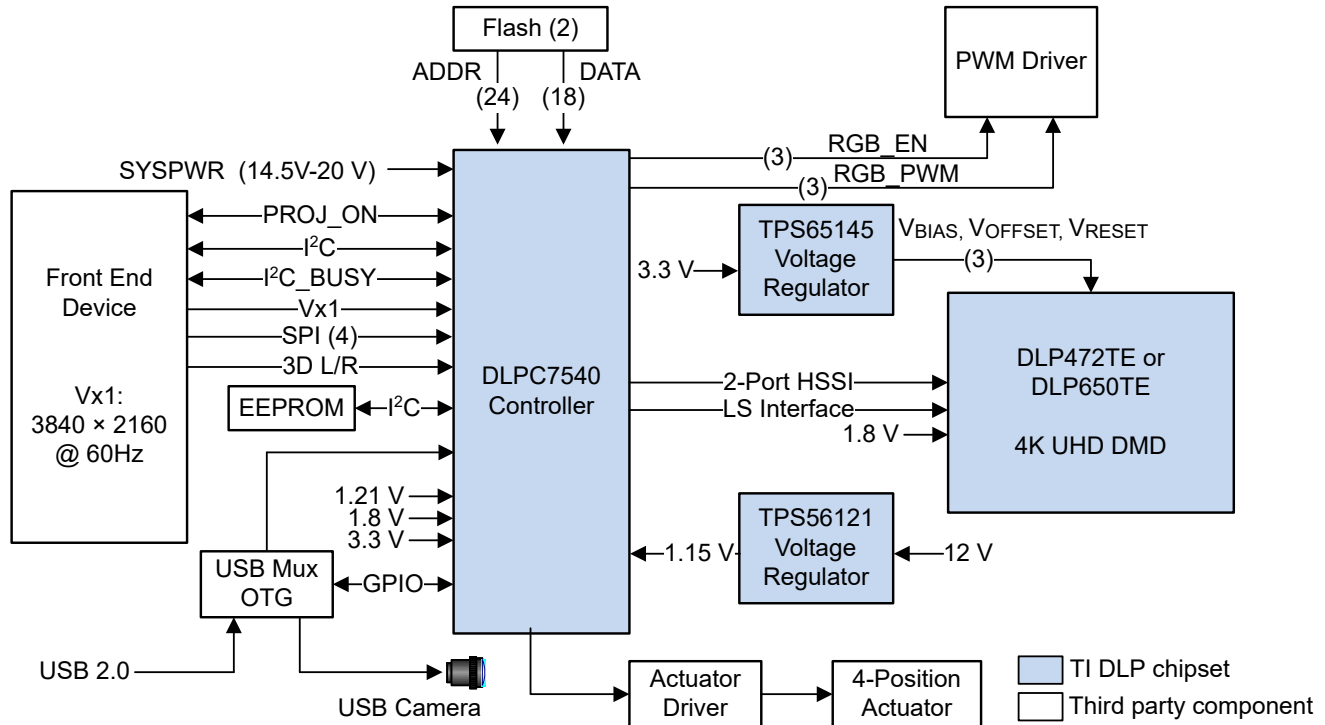 Flash (2)
ADDR
(24)
DATA
(18)
PWM Driver
RGB_EN
(3)
RGB_PWM
(3)
SYSPWR (14.5V-20 V)
Front End
Device
Vx1:
3840 × 2160
@ 60Hz
PROJ_ON
I²C
I²C_BUSY
Vx1
SPI (4)
3D L/R
EEPROM
I²C
1.21 V
1.8 V
3.3 V
USB Mux
OTG
GPIO
USB 2.0
USB Camera
DLPC7540
Controller
3.3 V
TPS65145
Voltage
Regulator
VBIAS, VOFFSET, VRESET
(3)
2-Port HSSI
LS Interface
1.8 V
DLP472TE or
DLP650TE
4K UHD DMD
1.15 V
TPS56121
Voltage
Regulator
12 V
Actuator
Driver
4-Position
Actuator
TI DLP chipset
Third party component